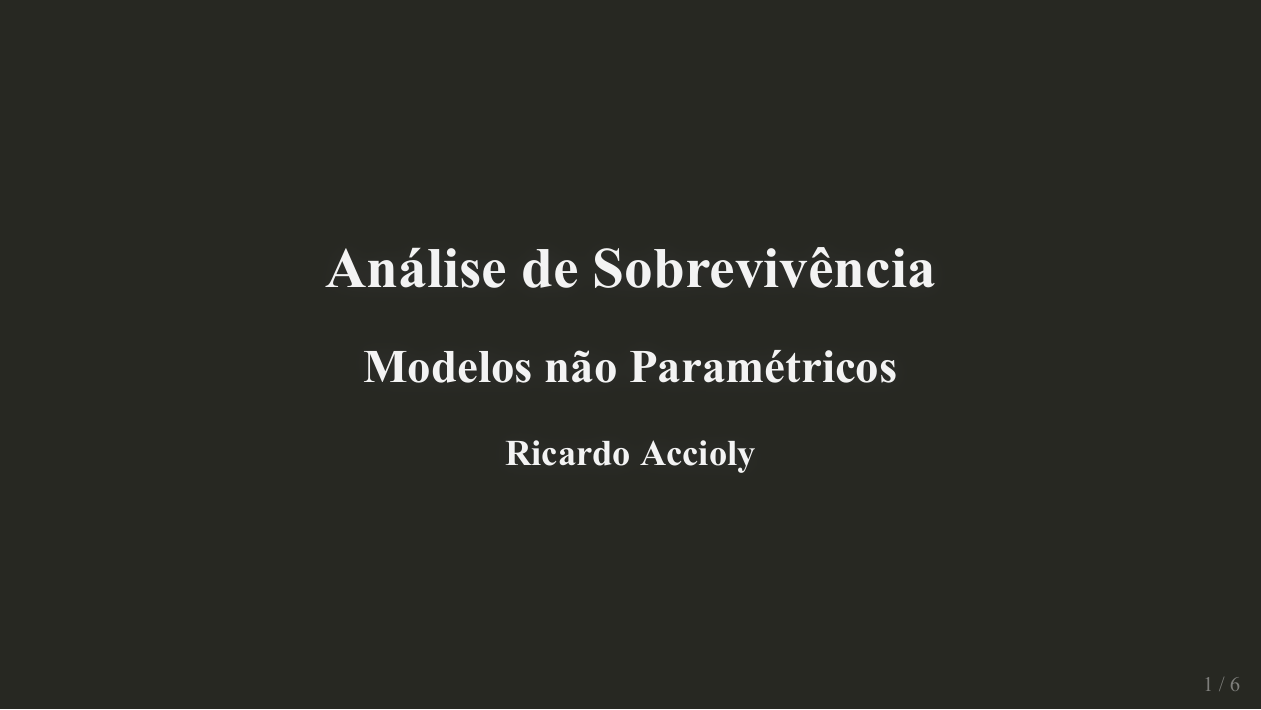 Análise de Sobrevivência
Modelos não Paramétricos
Ricardo Accioly
1 / 6